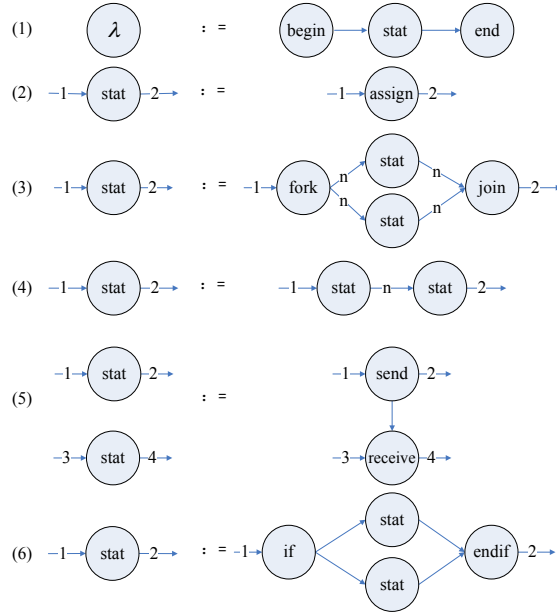 (1) λ := begin stat end
(2) 1 stat 2 := 1 assign 2
stat
(3) 1 stat 2 := 1 fork n n n n join 2
stat
(4) 1 stat 2 := 1 stat n stat 2
1 stat 2 1 send 2
(5) :=
3 stat 4 3 receive 4
stat
(6) 1 stat 2 := 1 if endif 2
stat